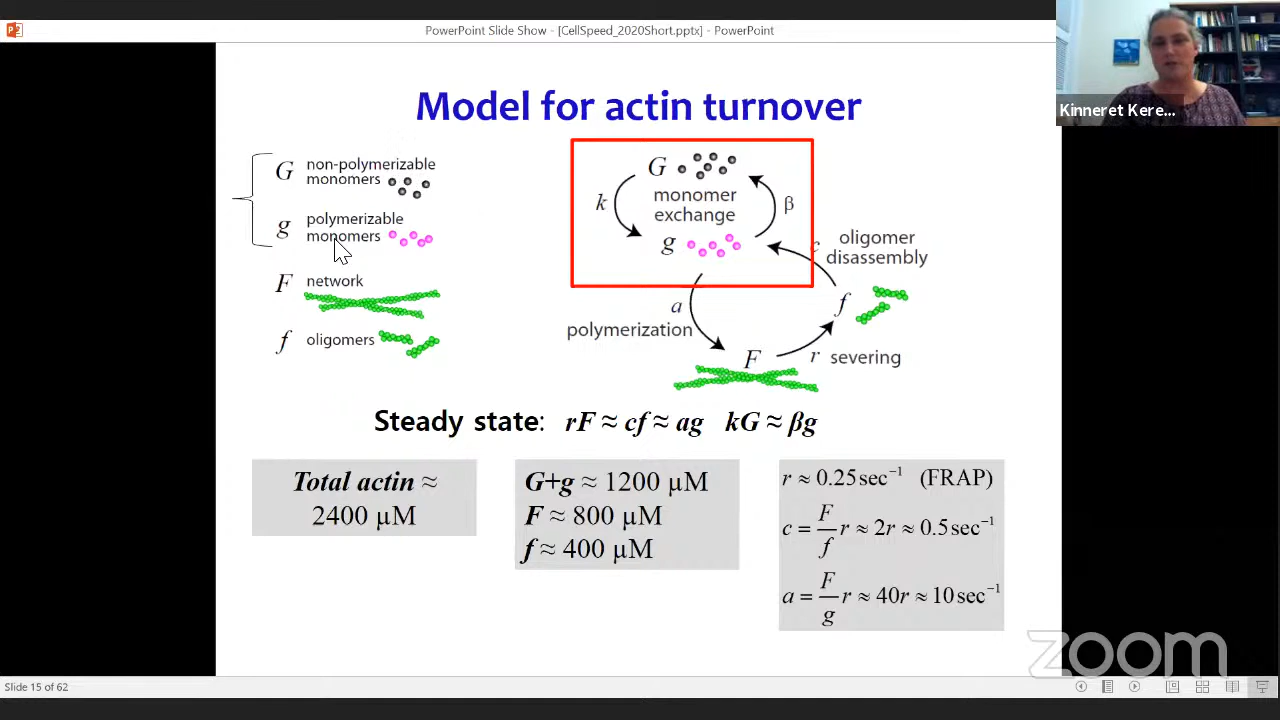 PowerPoint Slide Show - [CellSpeed_2020Short.pptx] - PowerPoint
Kinneret Kere...
Model for actin turnover
G non-polymerizable
monomers
g polymerizable
monomers
F network
f oligomers
G
k monomer
exchange β
g
c oligomer
disassembly
a
polymerization
f
F
r severing
Steady state: rF ≈ cf ≈ ag kG ≈ βg
Total actin ≈
2400 µM
G+g ≈ 1200 µM
F ≈ 800 µM
f ≈ 400 µM
r ≈ 0.25 sec⁻¹ (FRAP)
c = F/f r ≈ 2r ≈ 0.5 sec⁻¹
a = F/g r ≈ 40r ≈ 10 sec⁻¹
zoom
Slide 15 of 62